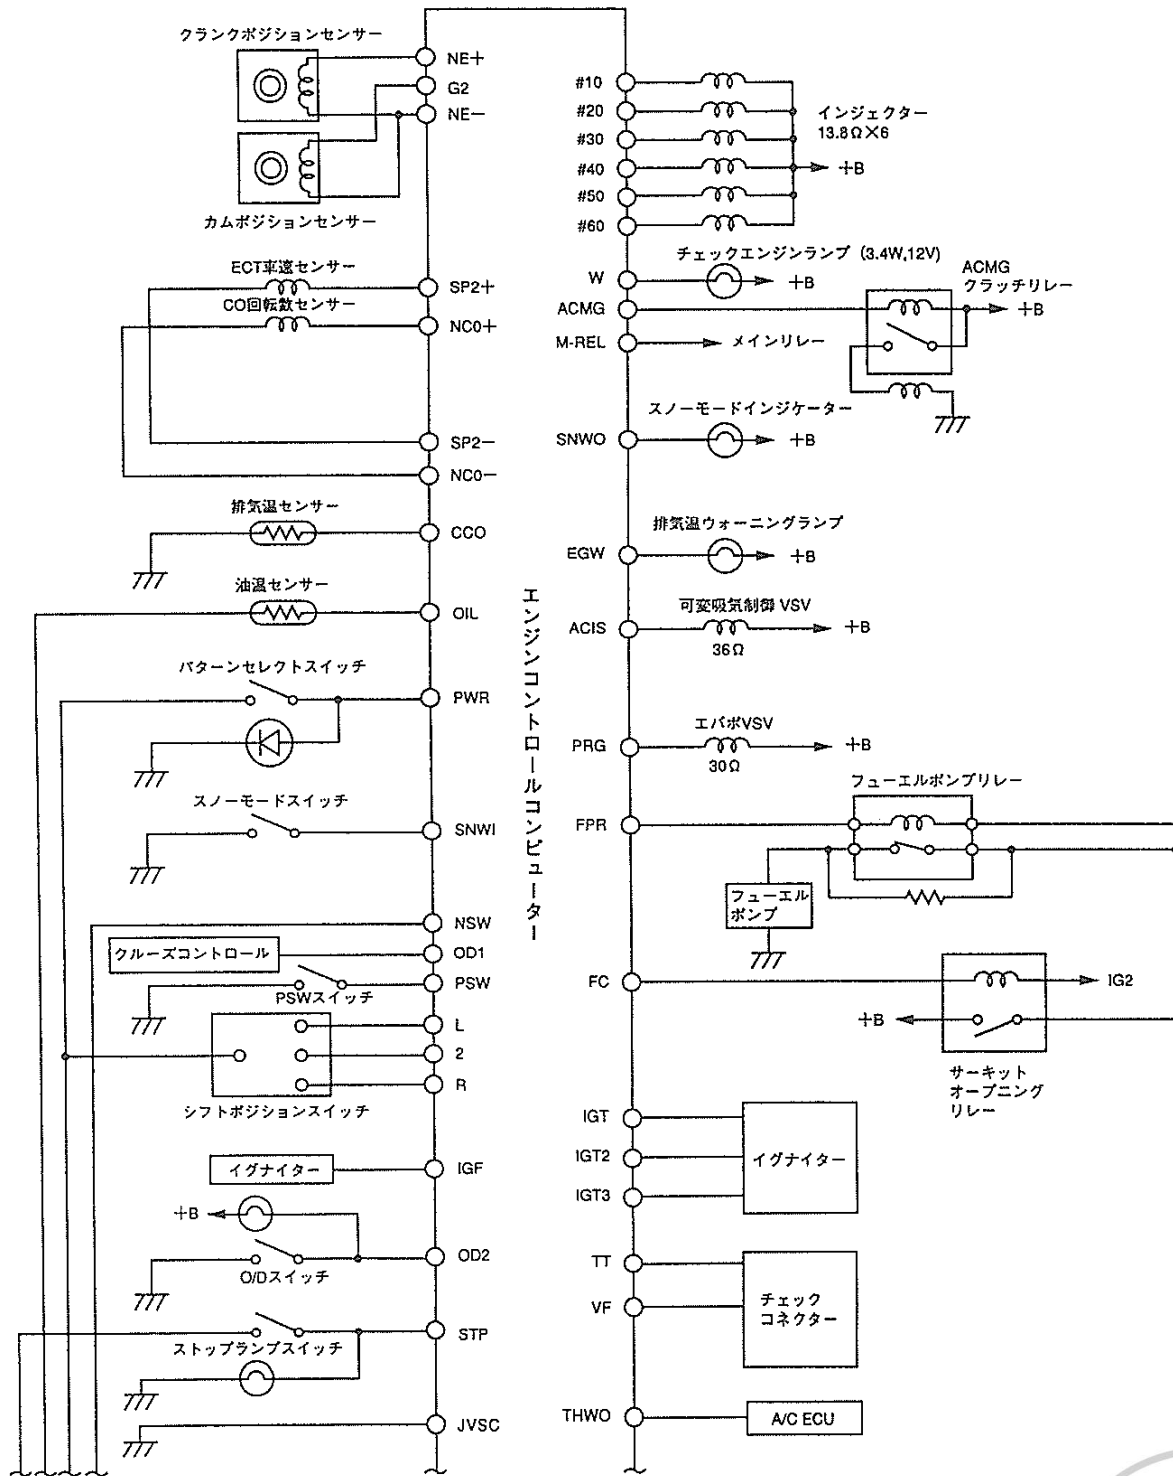 クランクポジションセンサー
NE+
G2
NE−
カムポジションセンサー
ECT車速センサー
SP2+
CO回転数センサー
NC0+
SP2−
NC0−
排気温センサー
CCO
油温センサー
OIL
パターンセレクトスイッチ
PWR
スノーモードスイッチ
SNWI
NSW
クルーズコントロール
OD1
PSW
PSWスイッチ
L
2
R
シフトポジションスイッチ
イグナイター
IGF
+B
OD2
O/Dスイッチ
STP
ストップランプスイッチ
JVSC
エンジンコントロールコンピューター
#10
#20
#30
#40
#50
#60
インジェクター
13.8Ω×6
+B
チェックエンジンランプ (3.4W,12V)
W
+B
ACMG
クラッチリレー
ACMG
+B
M-REL
メインリレー
スノーモードインジケーター
SNWO
+B
排気温ウォーニングランプ
EGW
+B
可変吸気制御 VSV
ACIS
+B
36Ω
エバポVSV
PRG
+B
30Ω
フューエルポンプリレー
FPR
フューエル
ポンプ
FC
IG2
+B
サーキット
オープニング
リレー
IGT
IGT2
IGT3
イグナイター
TT
VF
チェック
コネクター
THWO
A/C ECU